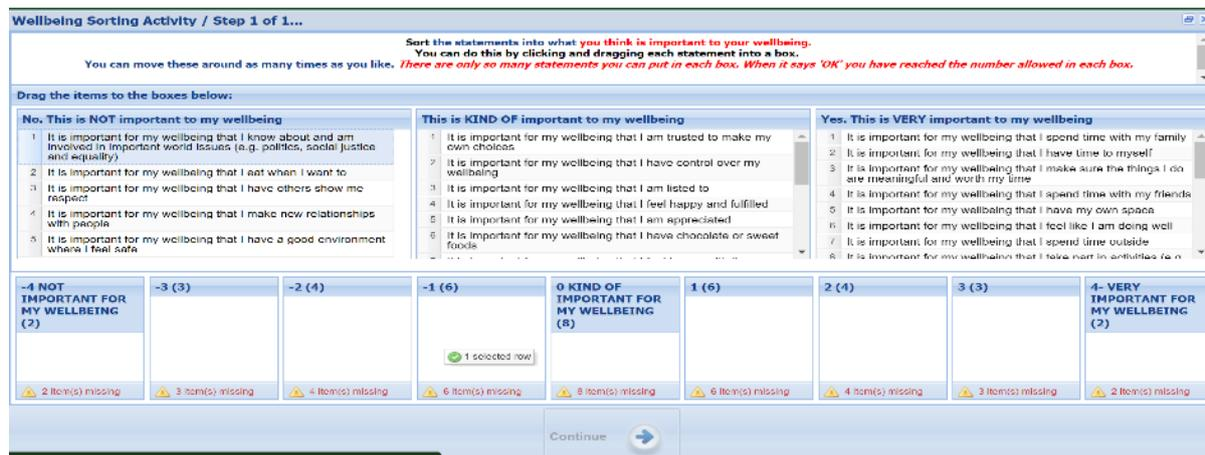 Wellbeing Sorting Activity / Step 1 of 1...
Sort the statements into what you think is important to your wellbeing.
You can do this by clicking and dragging each statement into a box.
You can move these around as many times as you like. There are only so many statements you can put in each box. When it says 'OK' you have reached the number allowed in each box.
Drag the items to the boxes below:
No. This is NOT important to my wellbeing
1 It is important for my wellbeing that I know about and am
involved in important world issues (e.g. politics, social justice
and equality)
2 It is important for my wellbeing that I eat when I want to
3 It is important for my wellbeing that I have others show me
respect
4 It is important for my wellbeing that I make new relationships
with people
5 It is important for my wellbeing that I have a good environment
where I feel safe
This is KIND OF important to my wellbeing
1 It is important for my wellbeing that I am trusted to make my
own choices
2 It is important for my wellbeing that I have control over my
wellbeing
3 It is important for my wellbeing that I am listed to
4 It is important for my wellbeing that I feel happy and fulfilled
5 It is important for my wellbeing that I am appreciated
6 It is important for my wellbeing that I have chocolate or sweet
foods
Yes. This is VERY important to my wellbeing
1 It is important for my wellbeing that I spend time with my family
2 It is important for my wellbeing that I have time to myself
3 It is important for my wellbeing that I make sure the things I do
are meaningful and worth my time
4 It is important for my wellbeing that I spend time with my friends
5 It is important for my wellbeing that I have my own space
6 It is important for my wellbeing that I feel like I am doing well
7 It is important for my wellbeing that I spend time outside
8 It is important for my wellbeing that I take part in activities (e.g.
-4 NOT
IMPORTANT FOR
MY WELLBEING
(2)
2 item(s) missing
-3 (3)
3 item(s) missing
-2 (4)
4 item(s) missing
-1 (6)
1 selected row
6 item(s) missing
0 KIND OF
IMPORTANT FOR
MY WELLBEING
(8)
8 item(s) missing
1 (6)
6 item(s) missing
2 (4)
4 item(s) missing
3 (3)
3 item(s) missing
4- VERY
IMPORTANT FOR
MY WELLBEING
(2)
2 item(s) missing
Continue